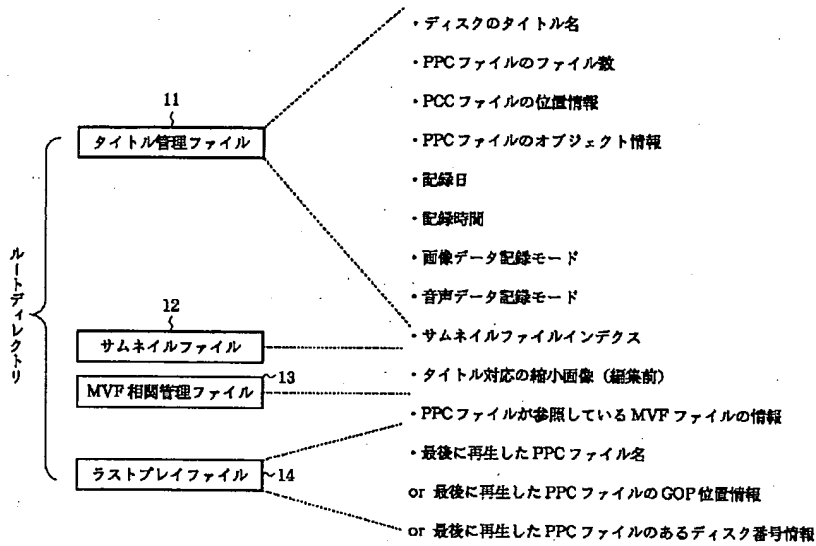 ・ディスクのタイトル名
・PPCファイルのファイル数
11
・PCCファイルの位置情報
タイトル管理ファイル
・PPCファイルのオブジェクト情報
・記録日
・記録時間
ルートディレクトリ
・画像データ記録モード
・音声データ記録モード
12
・サムネイルファイルインデクス
サムネイルファイル
・タイトル対応の縮小画像（編集前）
13
MVF相関管理ファイル
・PPCファイルが参照しているMVFファイルの情報
・最後に再生したPPCファイル名
ラストプレイファイル
14
or 最後に再生したPPCファイルのGOP位置情報
or 最後に再生したPPCファイルのあるディスク番号情報